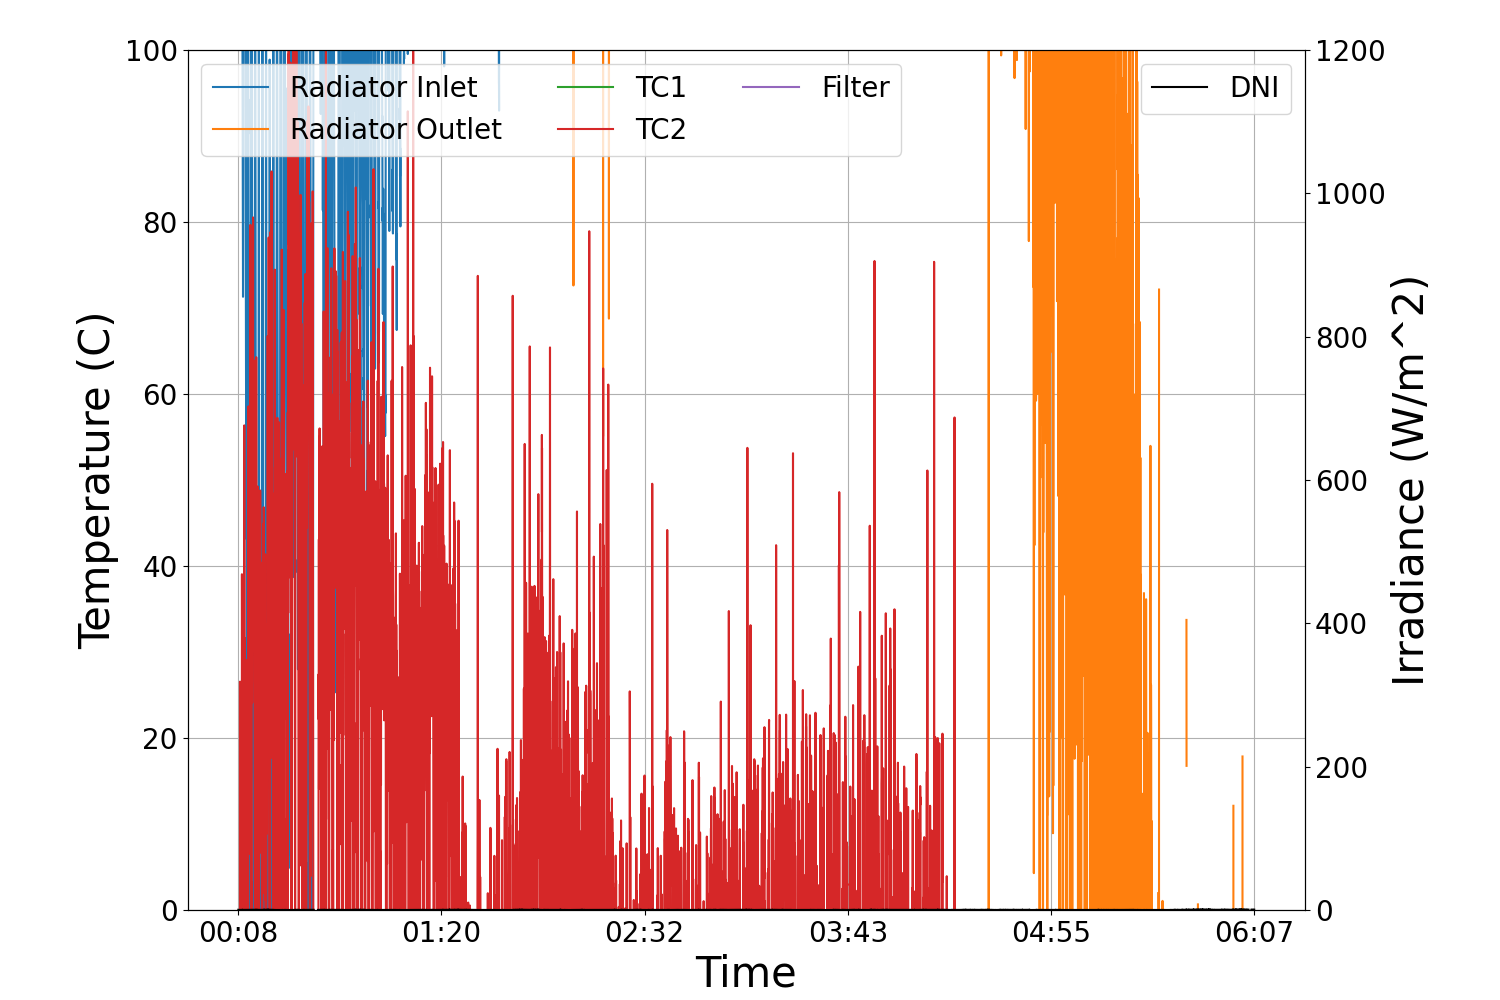 100
80
60
40
20
0
Temperature (C)
Radiator Inlet
Radiator Outlet
TC1
TC2
Filter
DNI
1200
1000
800
600
400
200
0
Irradiance (W/m^2)
00:08 01:20 02:32 03:43 04:55 06:07
Time